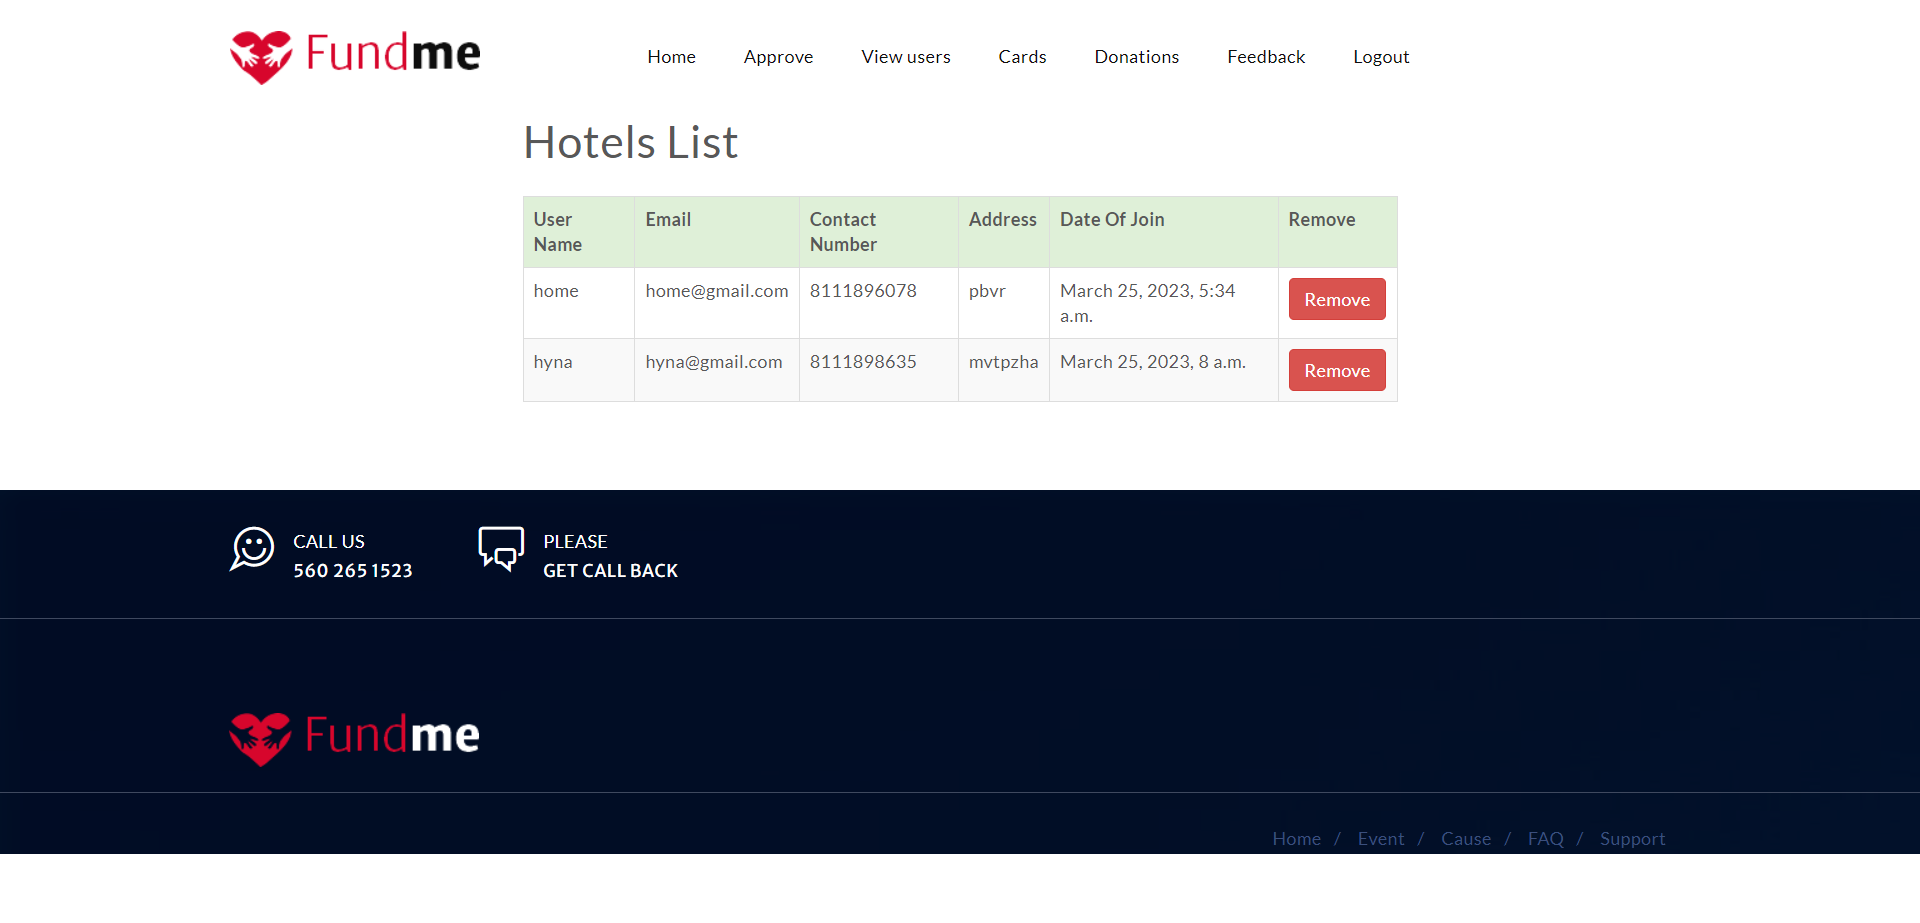 Fundme
Home Approve View users Cards Donations Feedback Logout
Hotels List
User Name Email Contact Number Address Date Of Join Remove
home home@gmail.com 8111896078 pbvr March 25, 2023, 5:34 a.m. Remove
hyna hyna@gmail.com 8111898635 mvtpzha March 25, 2023, 8 a.m. Remove
CALL US
560 265 1523
PLEASE
GET CALL BACK
Fundme
Home / Event / Cause / FAQ / Support